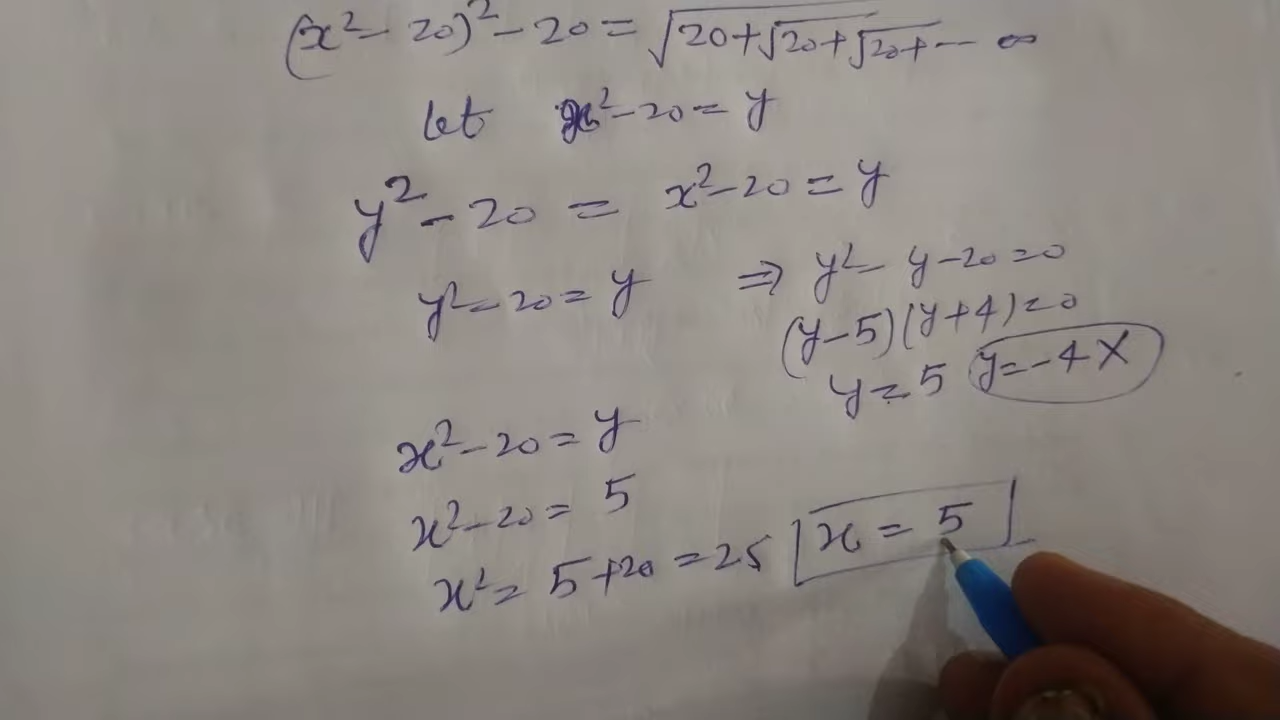 (x² - 20)² - 20 = √20+√20+√20+--- ∞
let x² - 20 = y
y² - 20 = x² - 20 = y
y² - 20 = y ⇒ y² - y - 20 = 0
(y - 5)(y + 4) = 0
y = 5 y = -4 X
x² - 20 = y
x² - 20 = 5
x² = 5 + 20 = 25 x = 5